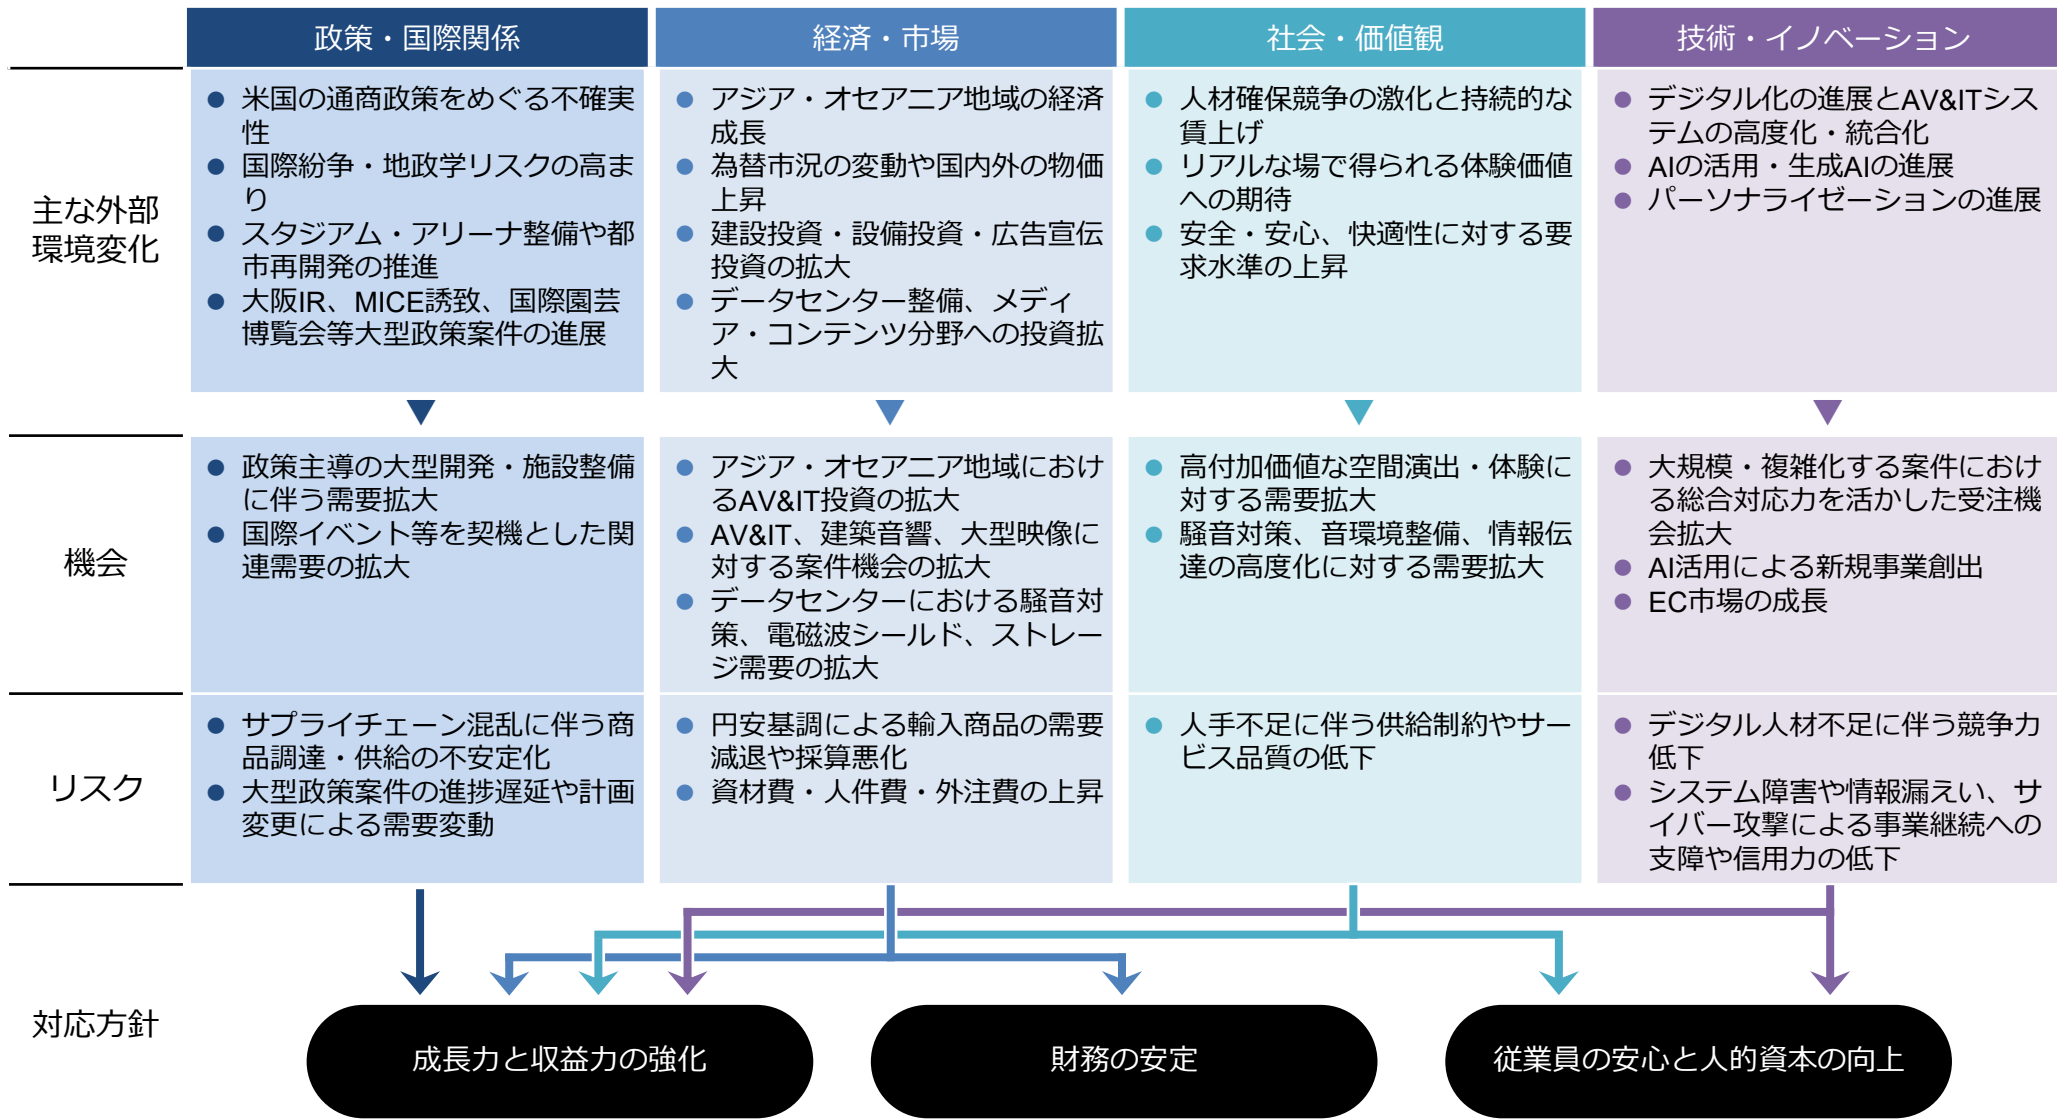 政策・国際関係
経済・市場
社会・価値観
技術・イノベーション
主な外部
環境変化
米国の通商政策をめぐる不確実
性
国際紛争・地政学リスクの高ま
り
スタジアム・アリーナ整備や都
市再開発の推進
大阪IR、MICE誘致、国際園芸
博覧会等大型政策案件の進展
アジア・オセアニア地域の経済
成長
為替市況の変動や国内外の物価
上昇
建設投資・設備投資・広告宣伝
投資の拡大
データセンター整備、メディ
ア・コンテンツ分野への投資拡
大
人材確保競争の激化と持続的な
賃上げ
リアルな場で得られる体験価値
への期待
安全・安心、快適性に対する要
求水準の上昇
デジタル化の進展とAV&ITシス
テムの高度化・統合化
AIの活用・生成AIの進展
パーソナライゼーションの進展
機会
政策主導の大型開発・施設整備
に伴う需要拡大
国際イベント等を契機とした関
連需要の拡大
アジア・オセアニア地域におけ
るAV&IT投資の拡大
AV&IT、建築音響、大型映像に
対する案件機会の拡大
データセンターにおける騒音対
策、電磁波シールド、ストレー
ジ需要の拡大
高付加価値な空間演出・体験に
対する需要拡大
騒音対策、音環境整備、情報伝
達の高度化に対する需要拡大
大規模・複雑化する案件におけ
る総合対応力を活かした受注機
会拡大
AI活用による新規事業創出
EC市場の成長
リスク
サプライチェーン混乱に伴う商
品調達・供給の不安定化
大型政策案件の進捗遅延や計画
変更による需要変動
円安基調による輸入商品の需要
減退や採算悪化
資材費・人件費・外注費の上昇
人手不足に伴う供給制約やサー
ビス品質の低下
デジタル人材不足に伴う競争力
低下
システム障害や情報漏えい、サ
イバー攻撃による事業継続への
支障や信用力の低下
対応方針
成長力と収益力の強化
財務の安定
従業員の安心と人的資本の向上